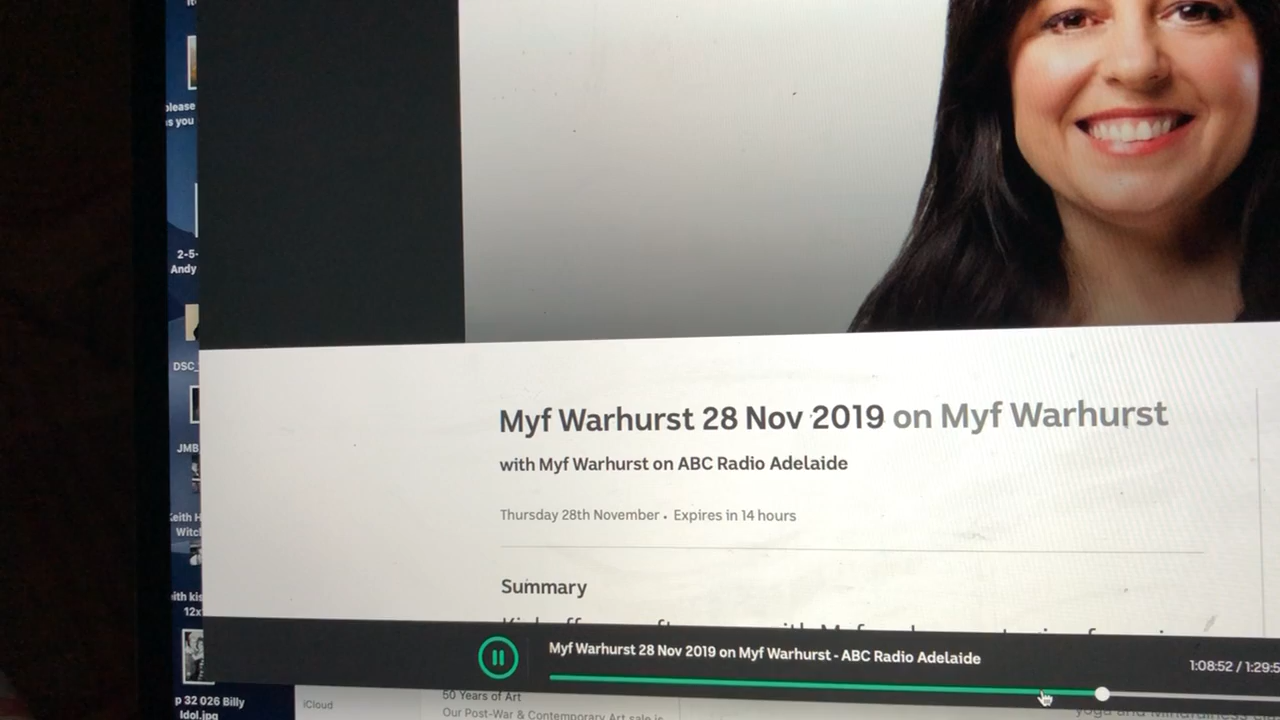 please
as you
2-5-
Andy
DSC_
JMB
Keith H
Witch
ith kis
12x
p 32 026 Billy
Idol.jpg
Myf Warhurst 28 Nov 2019 on Myf Warhurst
with Myf Warhurst on ABC Radio Adelaide
Thursday 28th November • Expires in 14 hours
Summary
Myf Warhurst 28 Nov 2019 on Myf Warhurst - ABC Radio Adelaide
1:08:52 / 1:29:5
iCloud
50 Years of Art
Our Post-War & Contemporary Art sale is